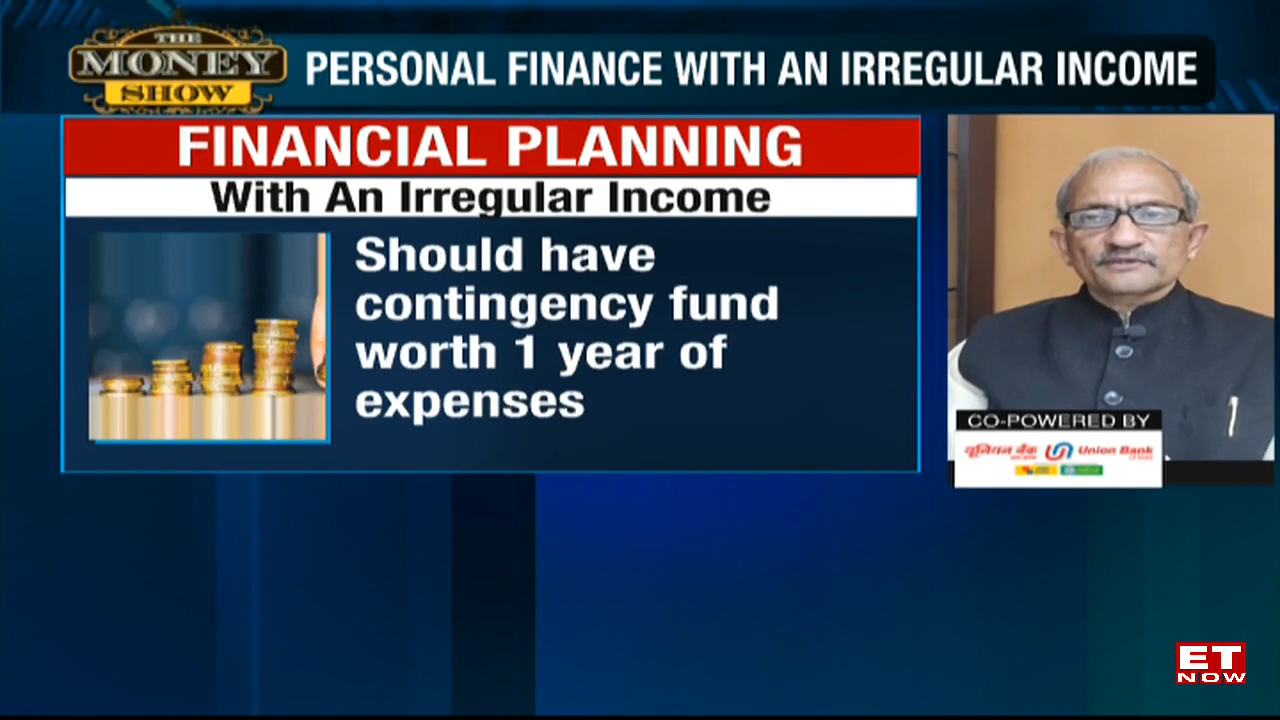 THE
MONEY
SHOW
PERSONAL FINANCE WITH AN IRREGULAR INCOME
FINANCIAL PLANNING
With An Irregular Income
Should have
contingency fund
worth 1 year of
expenses
CO-POWERED BY
यूनियन बैंक Union Bank
ET
NOW